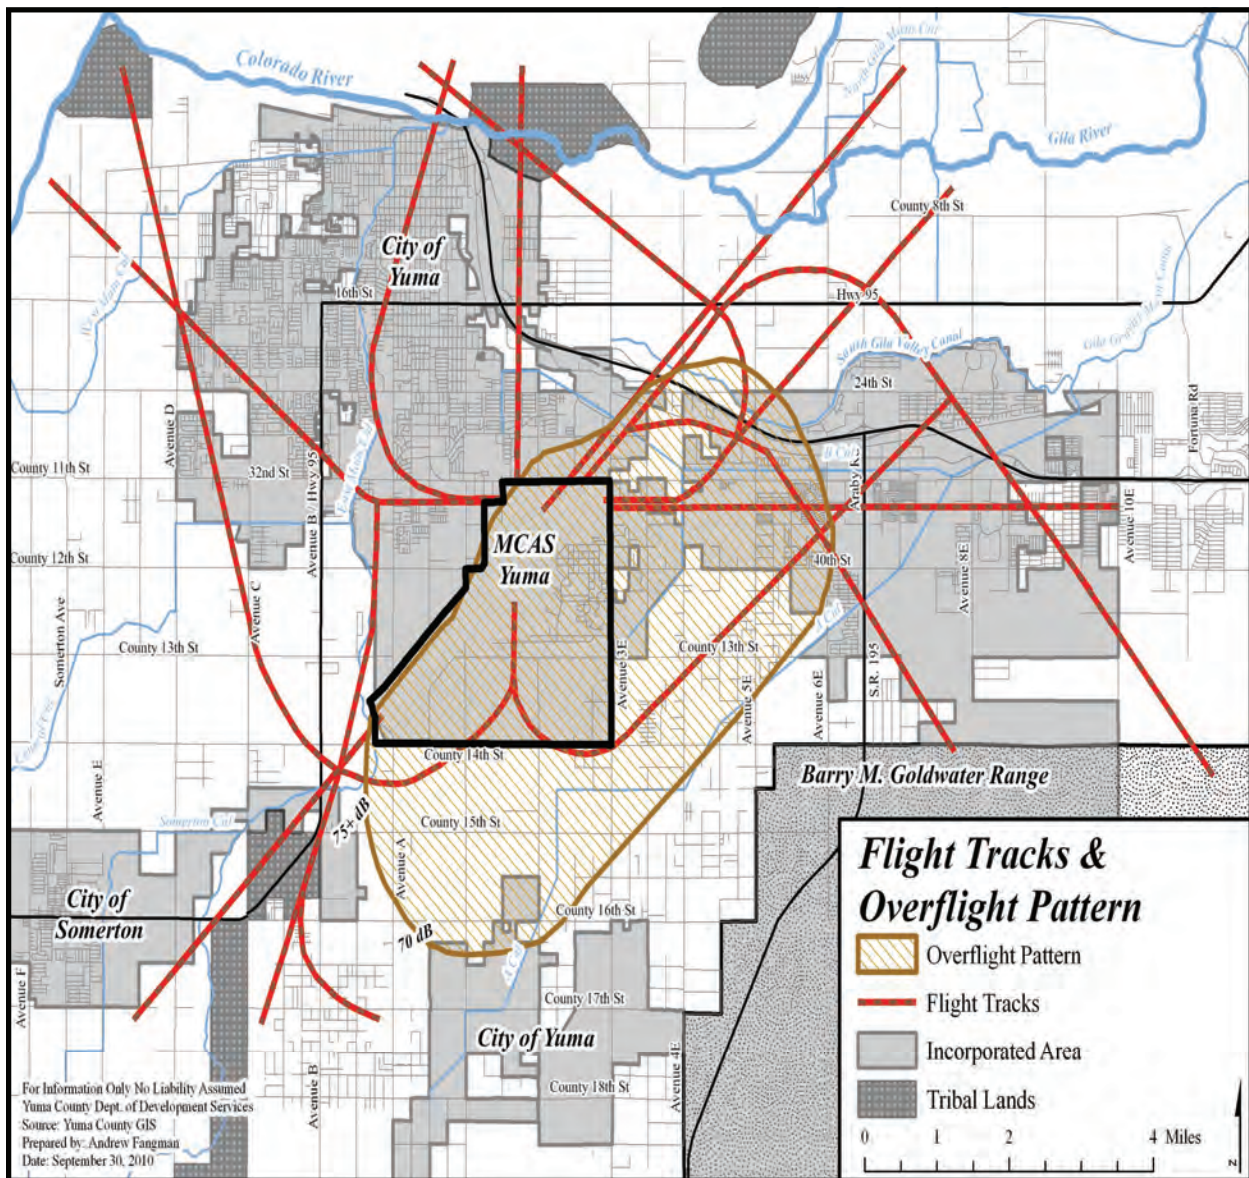 Colorado River
North Gila Main Cnl
Gila River
County 8th St
City of
Yuma
West Main Cnl
16th St
Hwy 95
South Gila Valley Canal
Gila Gravity Main Canal
24th St
Avenue D
Fortuna Rd
County 11th St
32nd St
Avenue B / Hwy 95
East Main Cnl
B Cnl
Araby Rd
Avenue 10E
MCAS
Yuma
County 12th St
40th St
Avenue 8E
Avenue C
Somerton Ave
County 13th St
Avenue 3E
County 13th St
A Cnl
Avenue 5E
Avenue 6E
S.R. 195
County 14th St
Barry M. Goldwater Range
Avenue E
Somerton Cnl
75+ dB
County 15th St
Avenue A
City of
Somerton
County 16th St
70 dB
A Cnl
Avenue F
County 17th St
City of Yuma
Avenue B
County 18th St
Avenue 4E
Flight Tracks &
Overflight Pattern
Overflight Pattern
Flight Tracks
Incorporated Area
Tribal Lands
0 1 2 4 Miles
N
For Information Only No Liability Assumed
Yuma County Dept. of Development Services
Source: Yuma County GIS
Prepared by: Andrew Fangman
Date: September 30, 2010